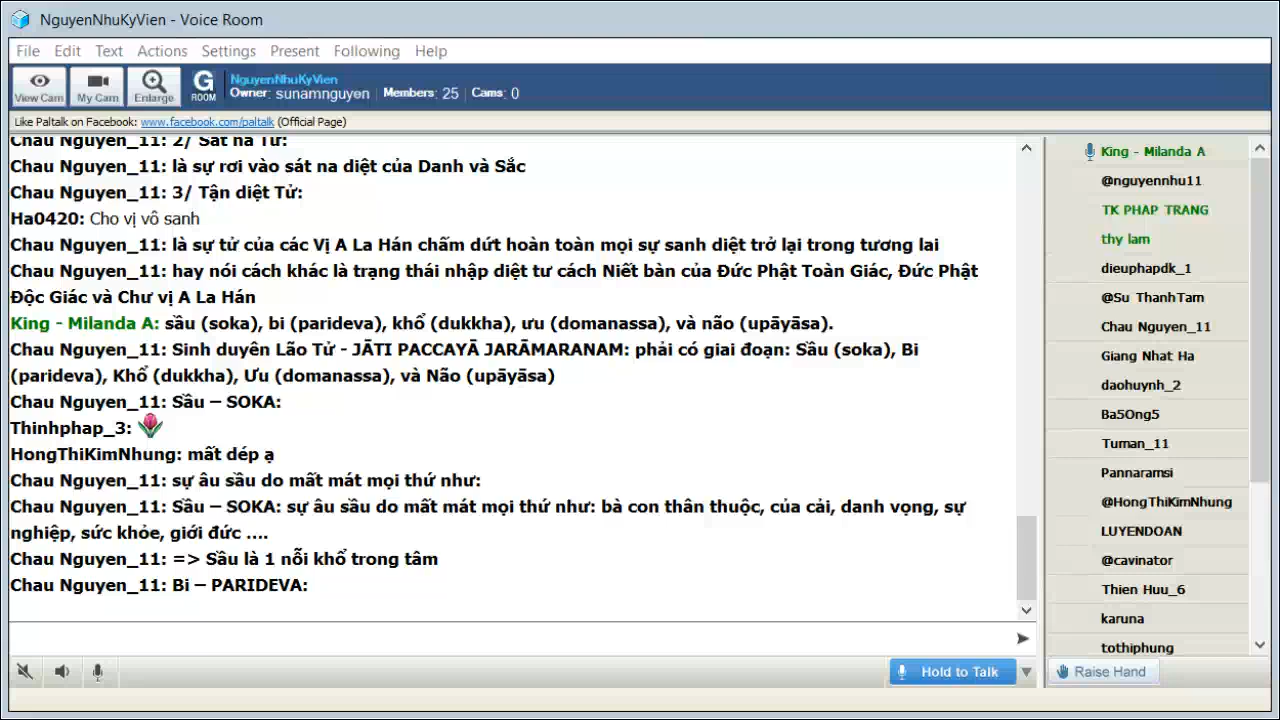 NguyenNhuKyVien - Voice Room
File Edit Text Actions Settings Present Following Help
View Cam My Cam Enlarge G ROOM NguyenNhuKyVien
Owner: sunamnguyen Members: 25 Cams: 0
Like Paltalk on Facebook: www.facebook.com/paltalk (Official Page)
Chau Nguyen_11: 2/ Sát na Tử:
Chau Nguyen_11: là sự rơi vào sát na diệt của Danh và Sắc
Chau Nguyen_11: 3/ Tận diệt Tử:
Ha0420: Cho vị vô sanh
Chau Nguyen_11: là sự tử của các Vị A La Hán chấm dứt hoàn toàn mọi sự sanh diệt trở lại trong tương lai
Chau Nguyen_11: hay nói cách khác là trạng thái nhập diệt tư cách Niết bàn của Đức Phật Toàn Giác, Đức Phật
Độc Giác và Chư vị A La Hán
King - Milanda A: sầu (soka), bi (parideva), khổ (dukkha), ưu (domanassa), và não (upāyāsa).
Chau Nguyen_11: Sinh duyên Lão Tử - JĀTI PACCAYĀ JARĀMARANAM: phải có giai đoạn: Sầu (soka), Bi
(parideva), Khổ (dukkha), Ưu (domanassa), và Não (upāyāsa)
Chau Nguyen_11: Sầu – SOKA:
Thinhphap_3:
HongThiKimNhung: mất dép ạ
Chau Nguyen_11: sự âu sầu do mất mát mọi thứ như:
Chau Nguyen_11: Sầu – SOKA: sự âu sầu do mất mát mọi thứ như: bà con thân thuộc, của cải, danh vọng, sự
nghiệp, sức khỏe, giới đức ….
Chau Nguyen_11: => Sầu là 1 nỗi khổ trong tâm
Chau Nguyen_11: Bi – PARIDEVA:
King - Milanda A
@nguyennhu11
TK PHAP TRANG
thy lam
dieuphapdk_1
@Su ThanhTam
Chau Nguyen_11
Giang Nhat Ha
daohuynh_2
Ba5Ong5
Tuman_11
Pannaramsi
@HongThiKimNhung
LUYENDOAN
@cavinator
Thien Huu_6
karuna
tothiphung
Hold to Talk Raise Hand